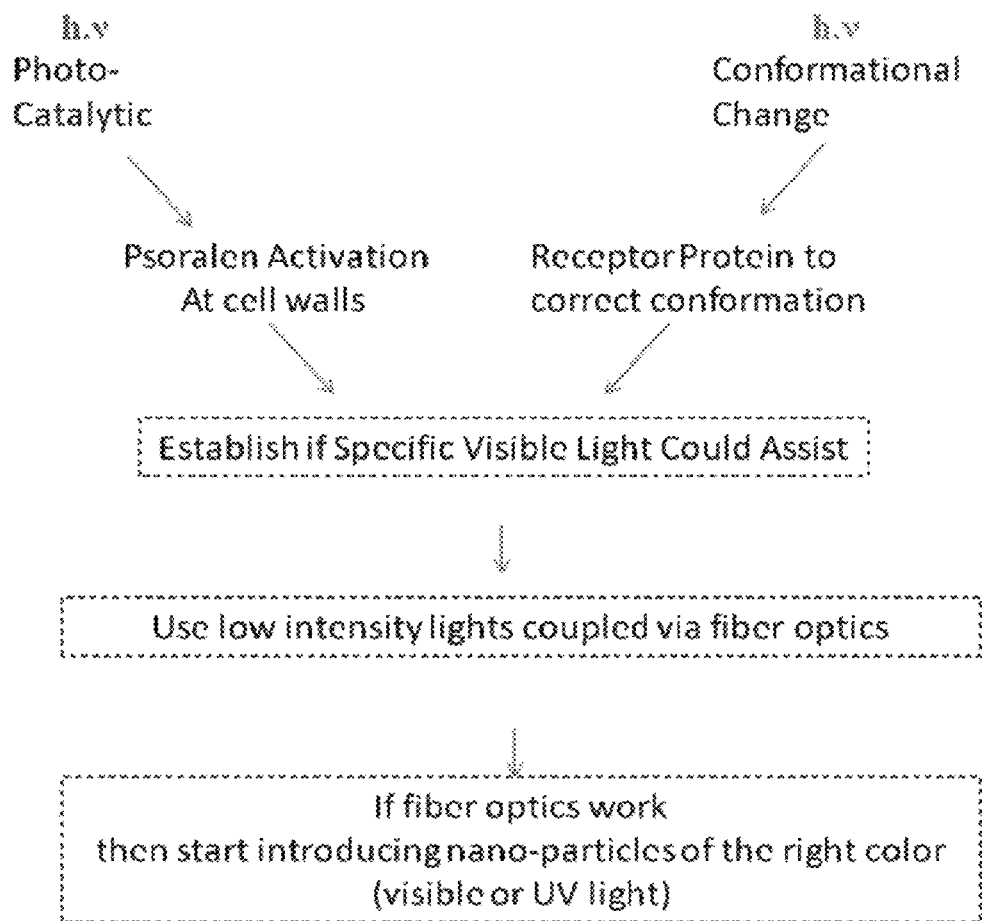 h.ν
Photo-
Catalytic
h.ν
Conformational
Change
Psoralen Activation
At cell walls
Receptor Protein to
correct conformation
Establish if Specific Visible Light Could Assist
Use low intensity lights coupled via fiber optics
If fiber optics work
then start introducing nano-particles of the right color
(visible or UV light)